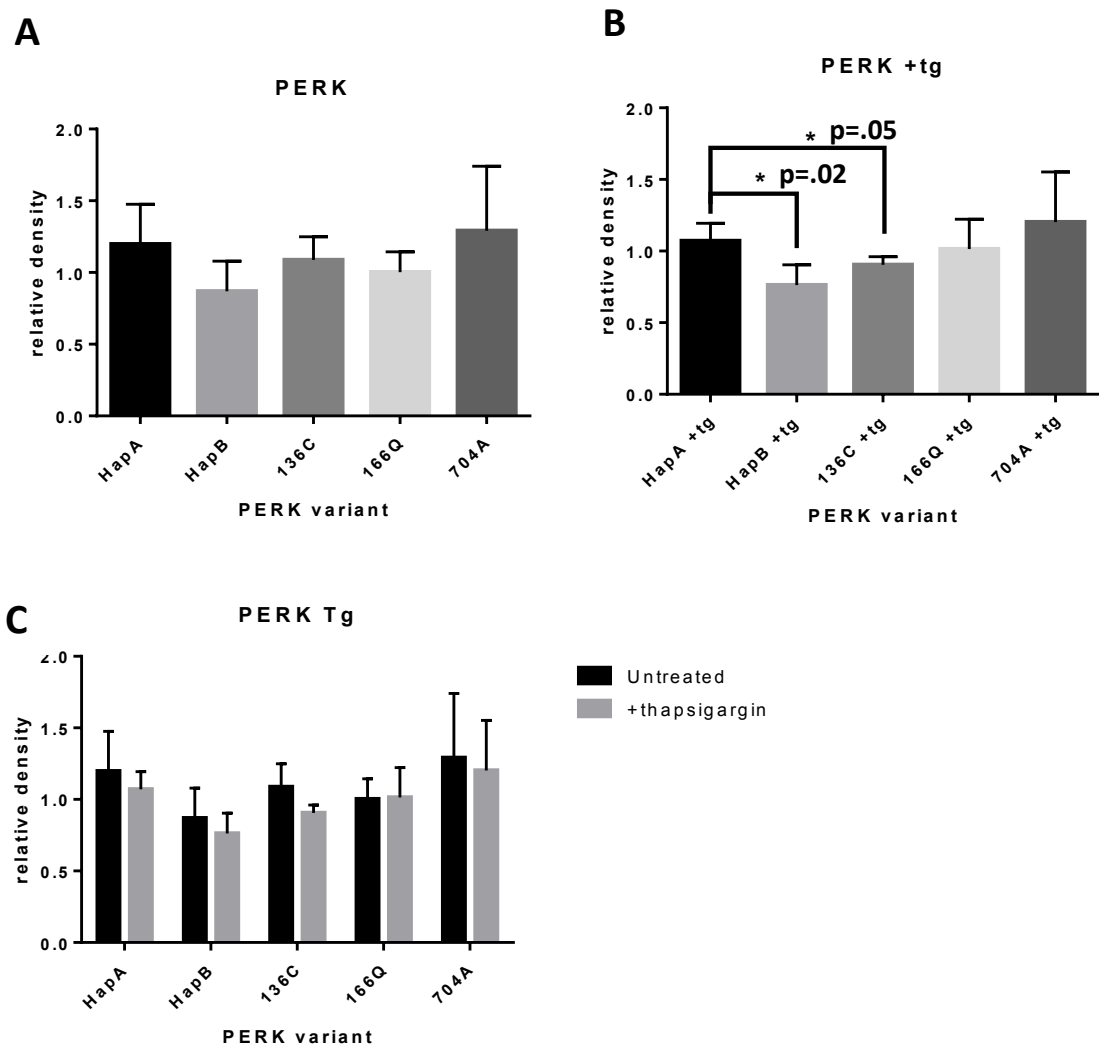 A
PERK
relative density
2.0
1.5
1.0
0.5
0.0
HapA
HapB
136C
166Q
704A
PERK variant
B
PERK +tg
relative density
2.0
1.5
1.0
0.5
0.0
* p=.05
* p=.02
HapA +tg
HapB +tg
136C +tg
166Q +tg
704A +tg
PERK variant
C
PERK Tg
relative density
2.0
1.5
1.0
0.5
0.0
HapA
HapB
136C
166Q
704A
PERK variant
Untreated
+thapsigargin